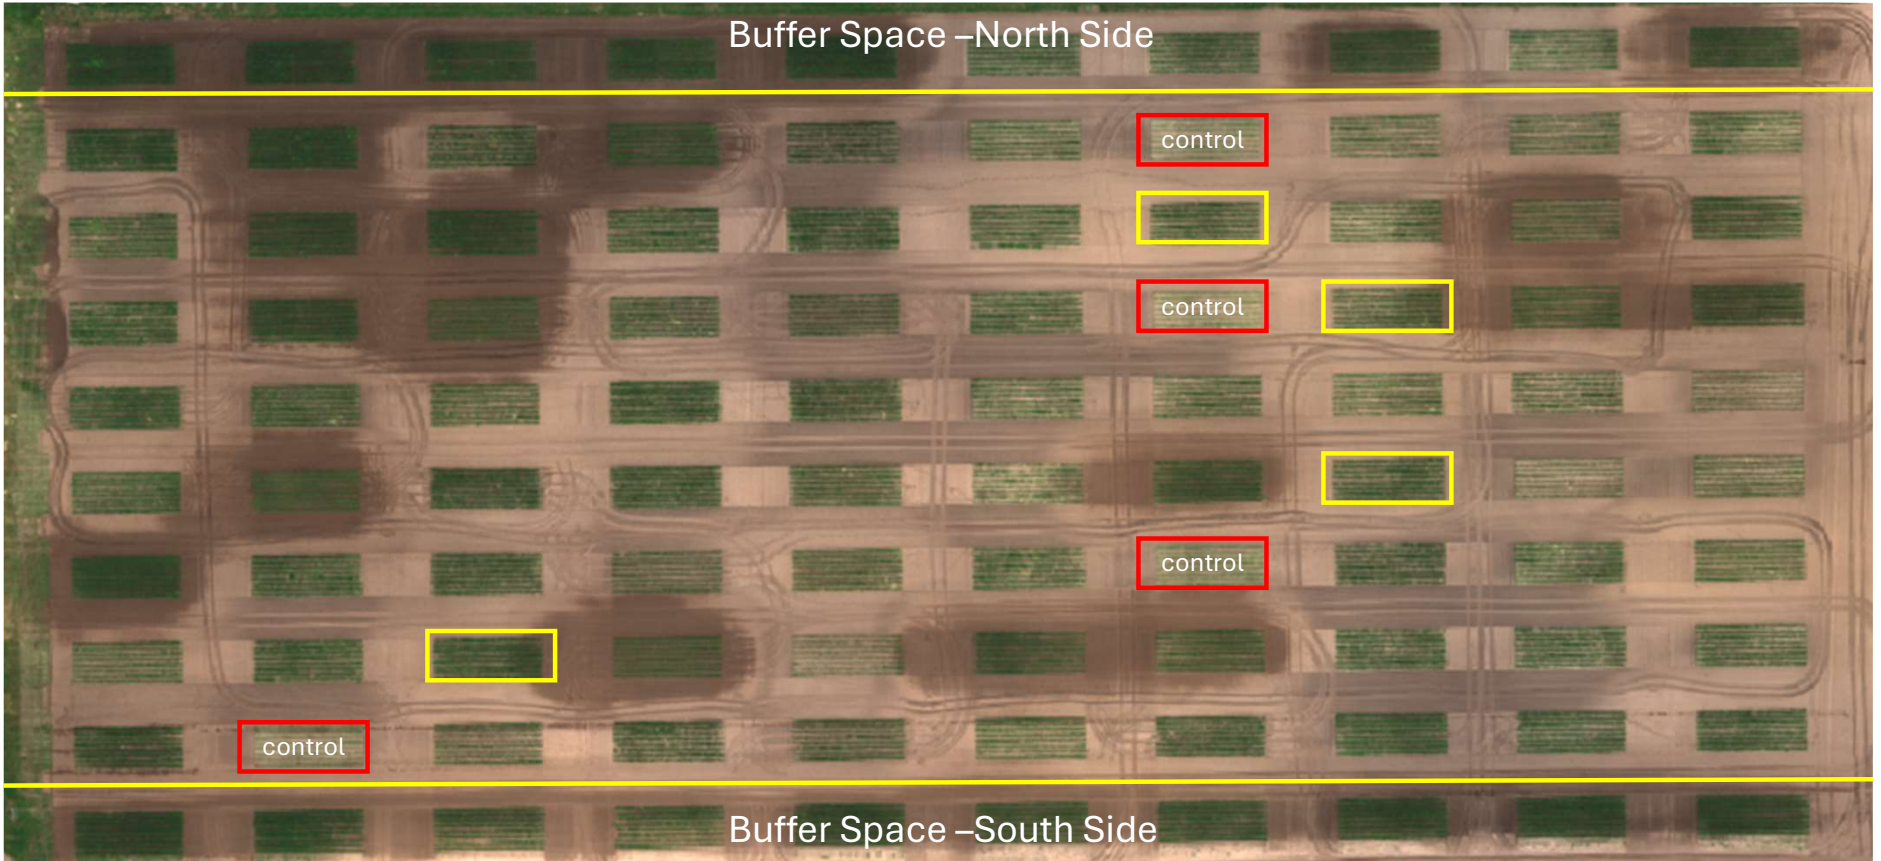 Buffer Space –North Side
control
control
control
control
Buffer Space –South Side